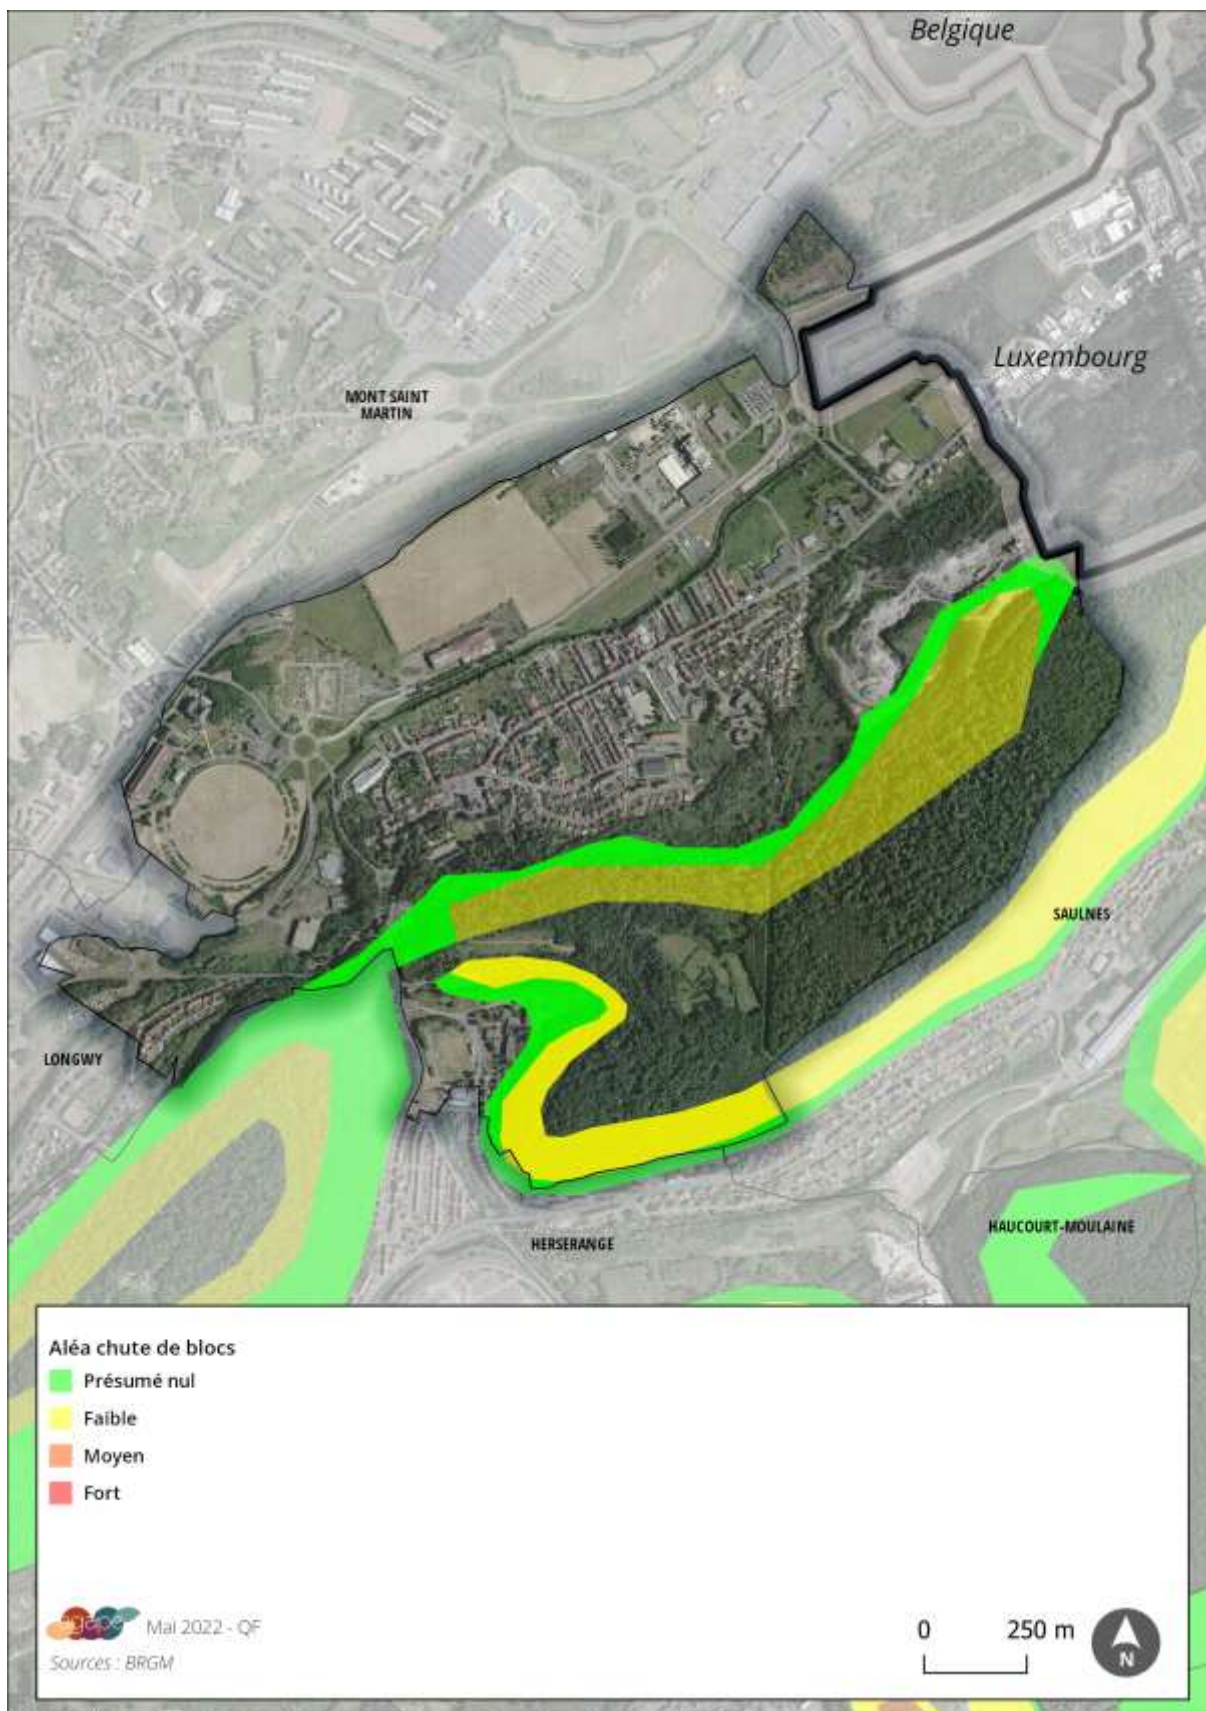 Belgique
Luxembourg
MONT SAINT
MARTIN
SAULNES
LONGWY
HAUCOURT-MOULAINE
HERSERANGE
Aléa chute de blocs
Présumé nul
Faible
Moyen
Fort
agape
Mai 2022 - QF
Sources : BRGM
0 250 m
N